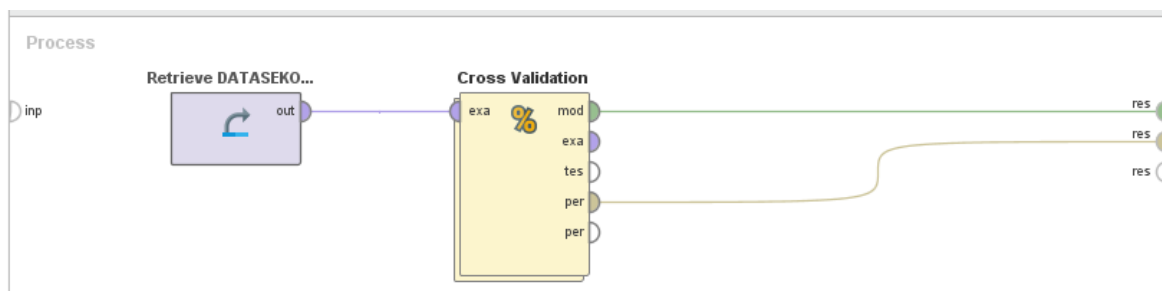 Process
Retrieve DATASEKO...
Cross Validation
inp
out
exa
%
mod
exa
tes
per
per
res
res
res